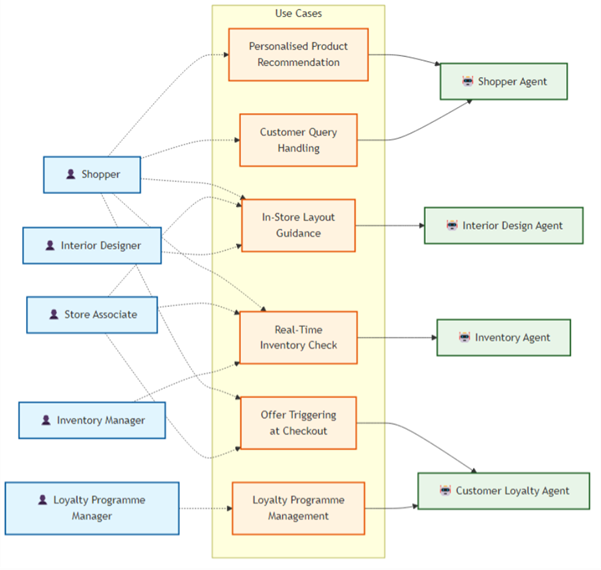 Use Cases
Personalised Product
Recommendation
Shopper Agent
Customer Query
Handling
Shopper
In-Store Layout
Guidance
Interior Design Agent
Interior Designer
Store Associate
Real-Time
Inventory Check
Inventory Agent
Inventory Manager
Offer Triggering
at Checkout
Loyalty Programme
Manager
Loyalty Programme
Management
Customer Loyalty Agent